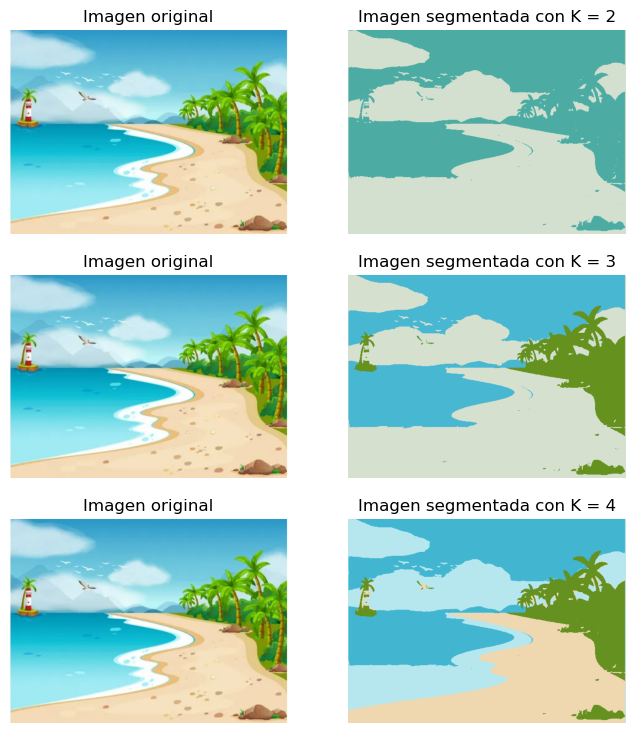 Imagen original
Imagen segmentada con K = 2
Imagen original
Imagen segmentada con K = 3
Imagen original
Imagen segmentada con K = 4